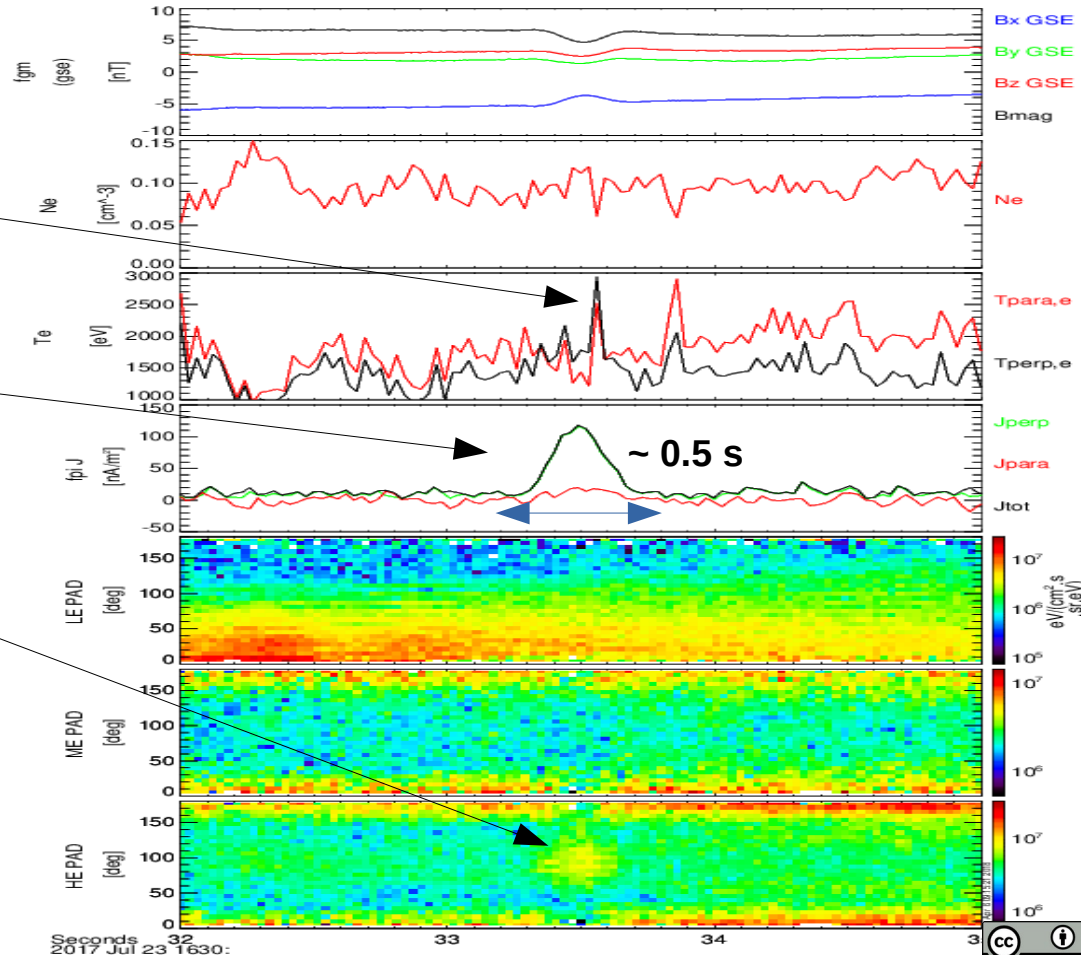 10
5
0
-5
-10
fgm
(gse)
[nT]
Bx GSE
By GSE
Bz GSE
Bmag
0.15
0.10
0.05
0.00
Ne
[cm^-3]
Ne
3000
2500
2000
1500
1000
Te
[eV]
Tpara,e
Tperp,e
150
100
50
0
-50
fpi J
[nA/m²]
~ 0.5 s
Jperp
Jpara
Jtot
150
100
50
0
LE PAD
[deg]
10⁷
10⁶
10⁵
eV/(cm².s
.sr.eV)
150
100
50
0
ME PAD
[deg]
10⁷
10⁶
150
100
50
0
HE PAD
[deg]
10⁷
10⁶
32
33
34
Seconds
2017 Jul 23 1630:
cc